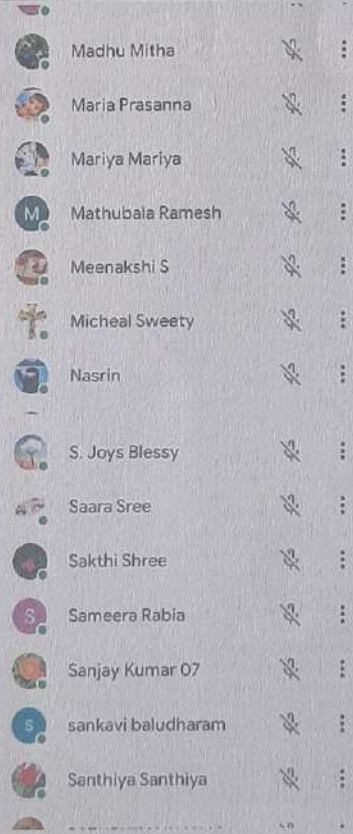 Madhu Mitha
Maria Prasanna
Mariya Mariya
M Mathubala Ramesh
Meenakshi S
Micheal Sweety
Nasrin
S. Joys Blessy
Saara Sree
Sakthi Shree
S Sameera Rabia
Sanjay Kumar 07
s sankavi baludharam
Santhiya Santhiya